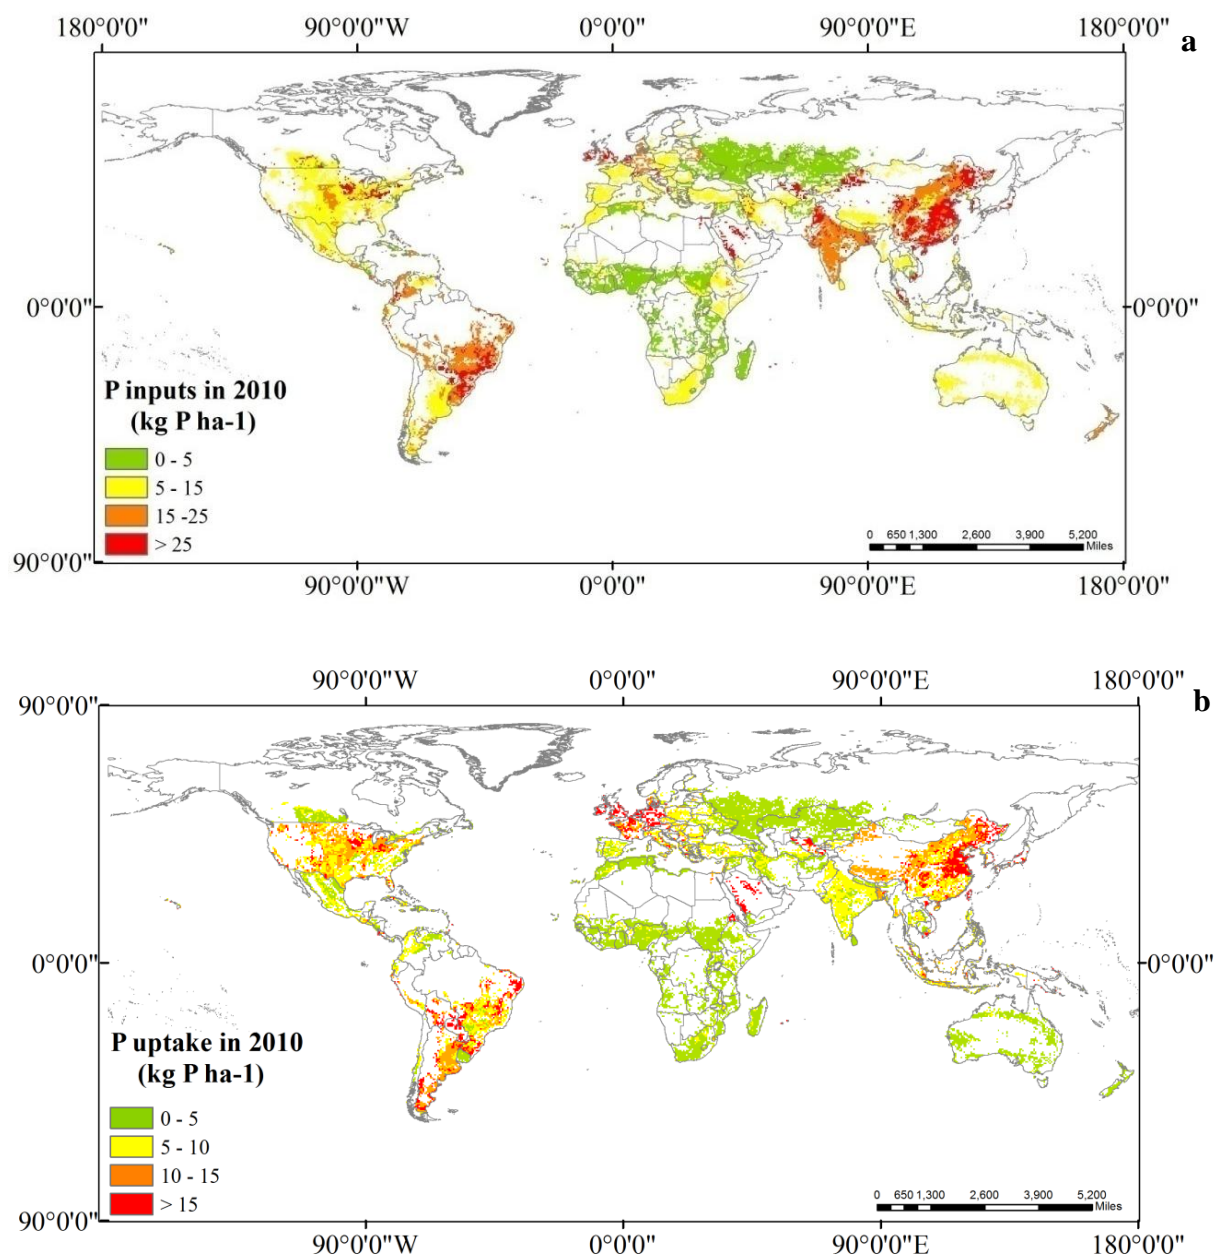 180°0'0" 90°0'0"W 0°0'0" 90°0'0"E 180°0'0"
a
0°0'0" 0°0'0"
P inputs in 2010
(kg P ha-1)
0 - 5
5 - 15
15 -25
> 25
0 650 1,300 2,600 3,900 5,200
Miles
90°0'0"
90°0'0"W 0°0'0" 90°0'0"E 180°0'0"
90°0'0"W 0°0'0" 90°0'0"E 180°0'0"
90°0'0"
b
0°0'0" 0°0'0"
P uptake in 2010
(kg P ha-1)
0 - 5
5 - 10
10 - 15
> 15
0 650 1,300 2,600 3,900 5,200
Miles
90°0'0"
90°0'0"W 0°0'0" 90°0'0"E 180°0'0"